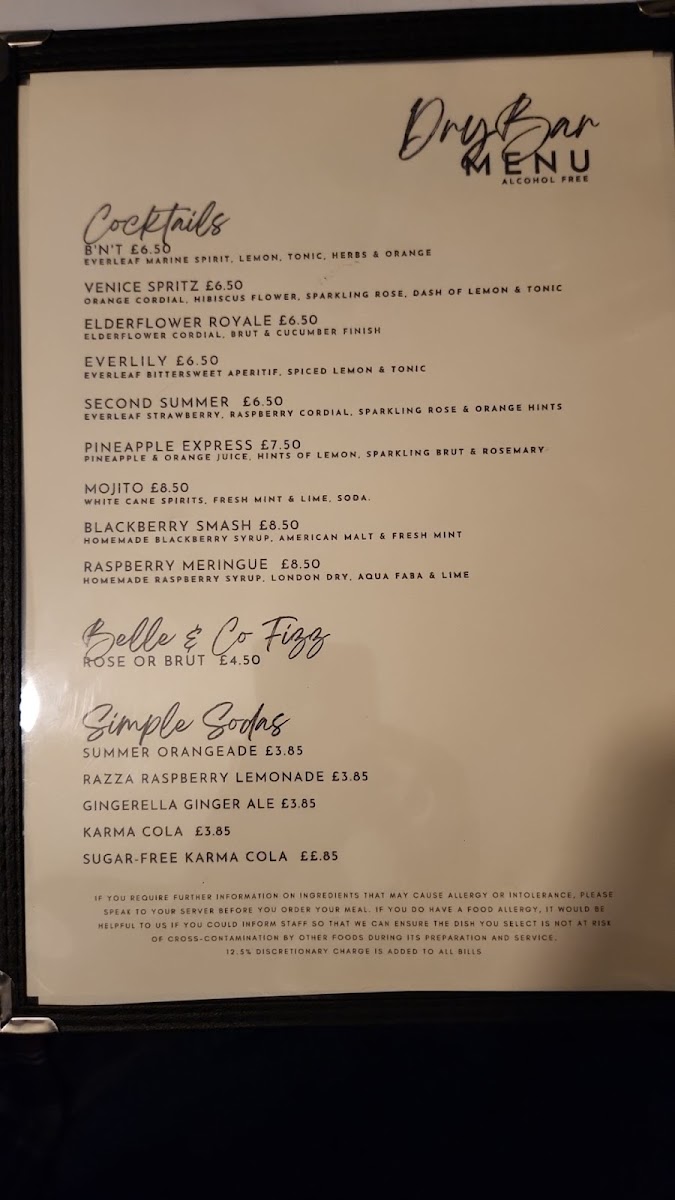 Dry Bar
MENU
ALCOHOL FREE
Cocktails
B'N'T £6.50
EVERLEAF MARINE SPIRIT, LEMON, TONIC, HERBS & ORANGE
VENICE SPRITZ £6.50
ORANGE CORDIAL, HIBISCUS FLOWER, SPARKLING ROSE, DASH OF LEMON & TONIC
ELDERFLOWER ROYALE £6.50
ELDERFLOWER CORDIAL, BRUT & CUCUMBER FINISH
EVERLILY £6.50
EVERLEAF BITTERSWEET APERITIF, SPICED LEMON & TONIC
SECOND SUMMER £6.50
EVERLEAF STRAWBERRY, RASPBERRY CORDIAL, SPARKLING ROSE & ORANGE HINTS
PINEAPPLE EXPRESS £7.50
PINEAPPLE & ORANGE JUICE, HINTS OF LEMON, SPARKLING BRUT & ROSEMARY
MOJITO £8.50
WHITE CANE SPIRITS, FRESH MINT & LIME, SODA.
BLACKBERRY SMASH £8.50
HOMEMADE BLACKBERRY SYRUP, AMERICAN MALT & FRESH MINT
RASPBERRY MERINGUE £8.50
HOMEMADE RASPBERRY SYRUP, LONDON DRY, AQUA FABA & LIME
Belle & Co Fizz
ROSE OR BRUT £4.50
Simple Sodas
SUMMER ORANGEADE £3.85
RAZZA RASPBERRY LEMONADE £3.85
GINGERELLA GINGER ALE £3.85
KARMA COLA £3.85
SUGAR-FREE KARMA COLA ££.85
IF YOU REQUIRE FURTHER INFORMATION ON INGREDIENTS THAT MAY CAUSE ALLERGY OR INTOLERANCE, PLEASE
SPEAK TO YOUR SERVER BEFORE YOU ORDER YOUR MEAL. IF YOU DO HAVE A FOOD ALLERGY, IT WOULD BE
HELPFUL TO US IF YOU COULD INFORM STAFF SO THAT WE CAN ENSURE THE DISH YOU SELECT IS NOT AT RISK
OF CROSS-CONTAMINATION BY OTHER FOODS DURING ITS PREPARATION AND SERVICE.
12.5% DISCRETIONARY CHARGE IS ADDED TO ALL BILLS